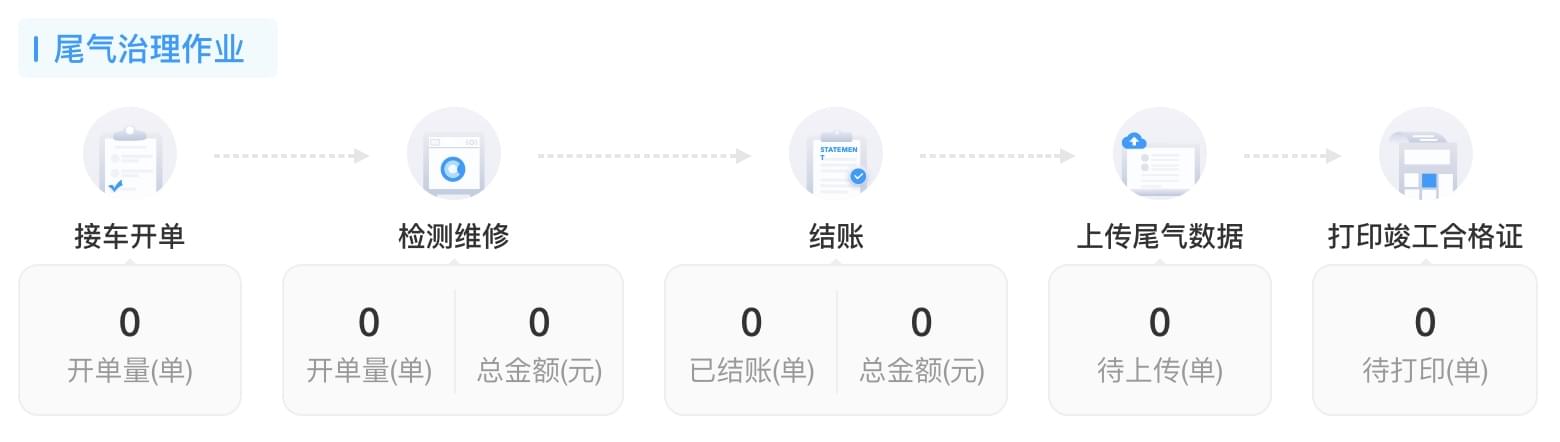 尾气治理作业
STATEMEN
T
接车开单
检测维修
结账
上传尾气数据
打印竣工合格证
0
0
0
0
0
0
0
开单量(单)
开单量(单)
总金额(元)
已结账(单)
总金额(元)
待上传(单)
待打印(单)